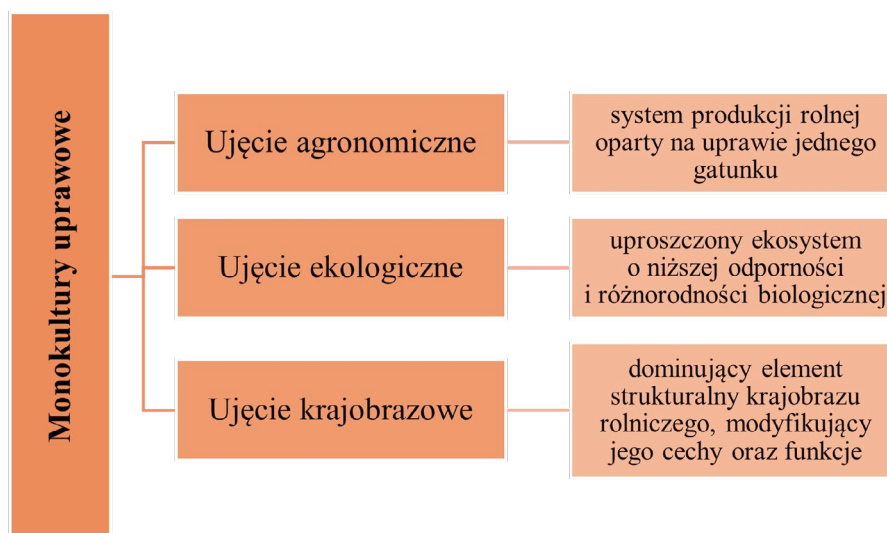 Monokultury uprawowe
Ujęcie agronomiczne
system produkcji rolnej
oparty na uprawie jednego
gatunku
Ujęcie ekologiczne
uproszczony ekosystem
o niższej odporności
i różnorodności biologicznej
Ujęcie krajobrazowe
dominujący element
strukturalny krajobrazu
rolniczego, modyfikujący
jego cechy oraz funkcje